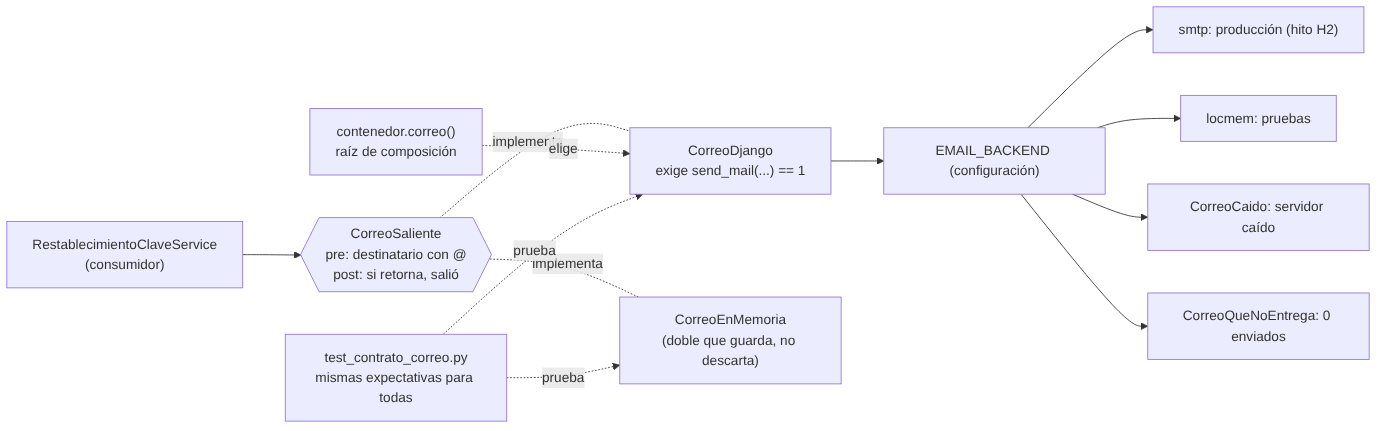 smtp: producción (hito H2)
contenedor.correo()
raíz de composición
elige
CorreoDjango
exige send_mail(...) == 1
EMAIL_BACKEND
(configuración)
locmem: pruebas
RestablecimientoClaveService
(consumidor)
CorreoSaliente
pre: destinatario con @
post: si retorna, salió
prueba
implementa
CorreoCaido: servidor
caído
test_contrato_correo.py
mismas expectativas para
todas
prueba
CorreoEnMemoria
(doble que guarda, no
descarta)
CorreoQueNoEntrega: 0
enviados